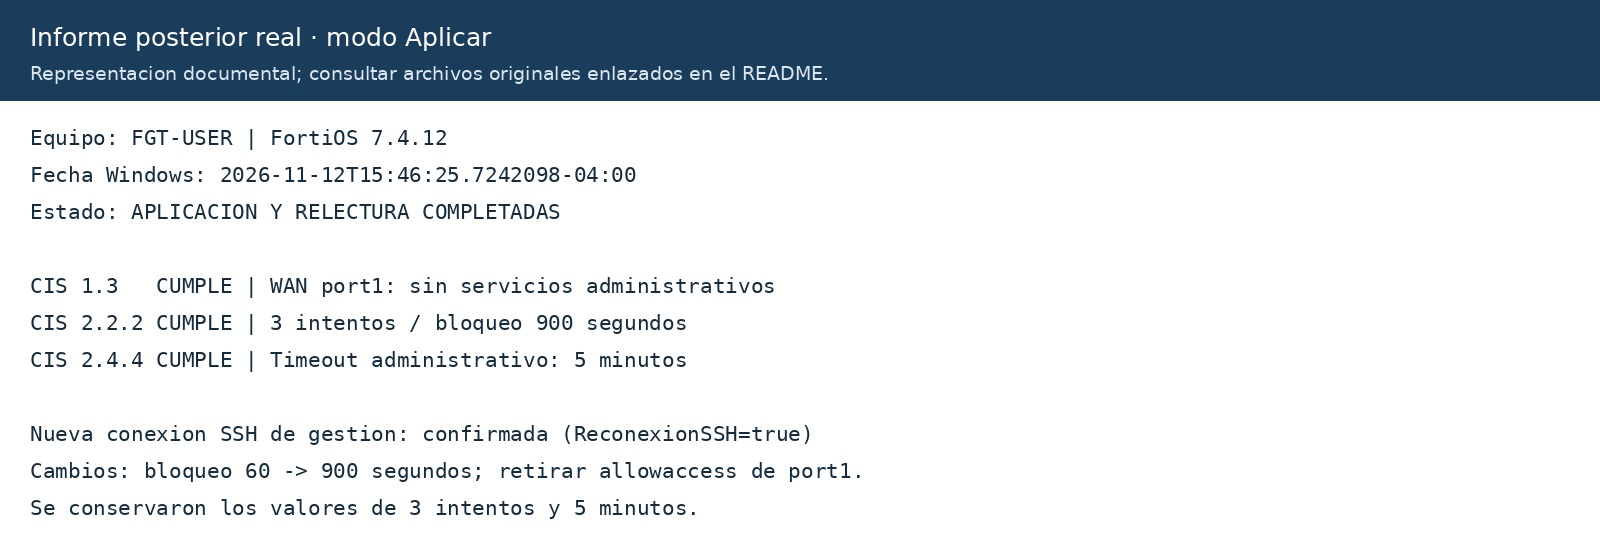 Informe posterior real · modo Aplicar
Representacion documental; consultar archivos originales enlazados en el README.
Equipo: FGT-USER | FortiOS 7.4.12
Fecha Windows: 2026-11-12T15:46:25.7242098-04:00
Estado: APLICACION Y RELECTURA COMPLETADAS
CIS 1.3   CUMPLE | WAN port1: sin servicios administrativos
CIS 2.2.2 CUMPLE | 3 intentos / bloqueo 900 segundos
CIS 2.4.4 CUMPLE | Timeout administrativo: 5 minutos
Nueva conexion SSH de gestion: confirmada (ReconexionSSH=true)
Cambios: bloqueo 60 -> 900 segundos; retirar allowaccess de port1.
Se conservaron los valores de 3 intentos y 5 minutos.